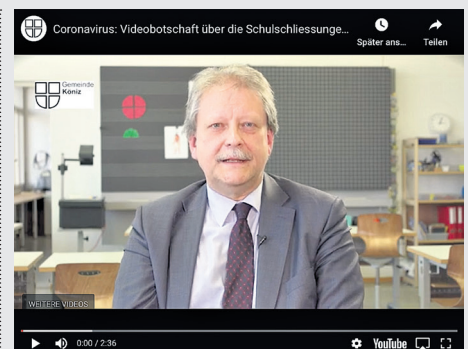 Coronavirus: Videobotschaft über die Schulschliessunge...
Später ans...
Teilen
Gemeinde
Köniz
WEITERE VIDEOS
0:00 / 2:36
YouTube